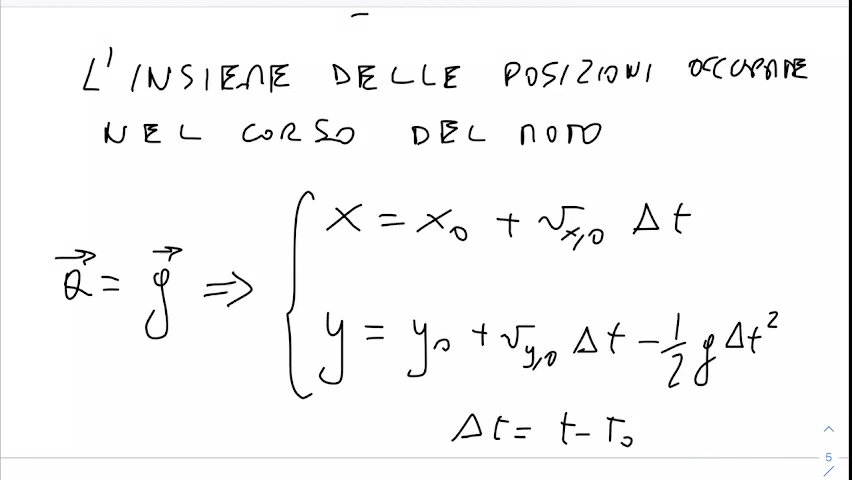 L'INSIEME DELLE POSIZIONI OCCUPATE
NEL CORSO DEL MOTO
x = x₀ + v_{x,0} Δt
a⃗ = g⃗ ⇒
y = y₀ + v_{y,0} Δt − 1/2 g Δt²
Δt = t − t₀
5